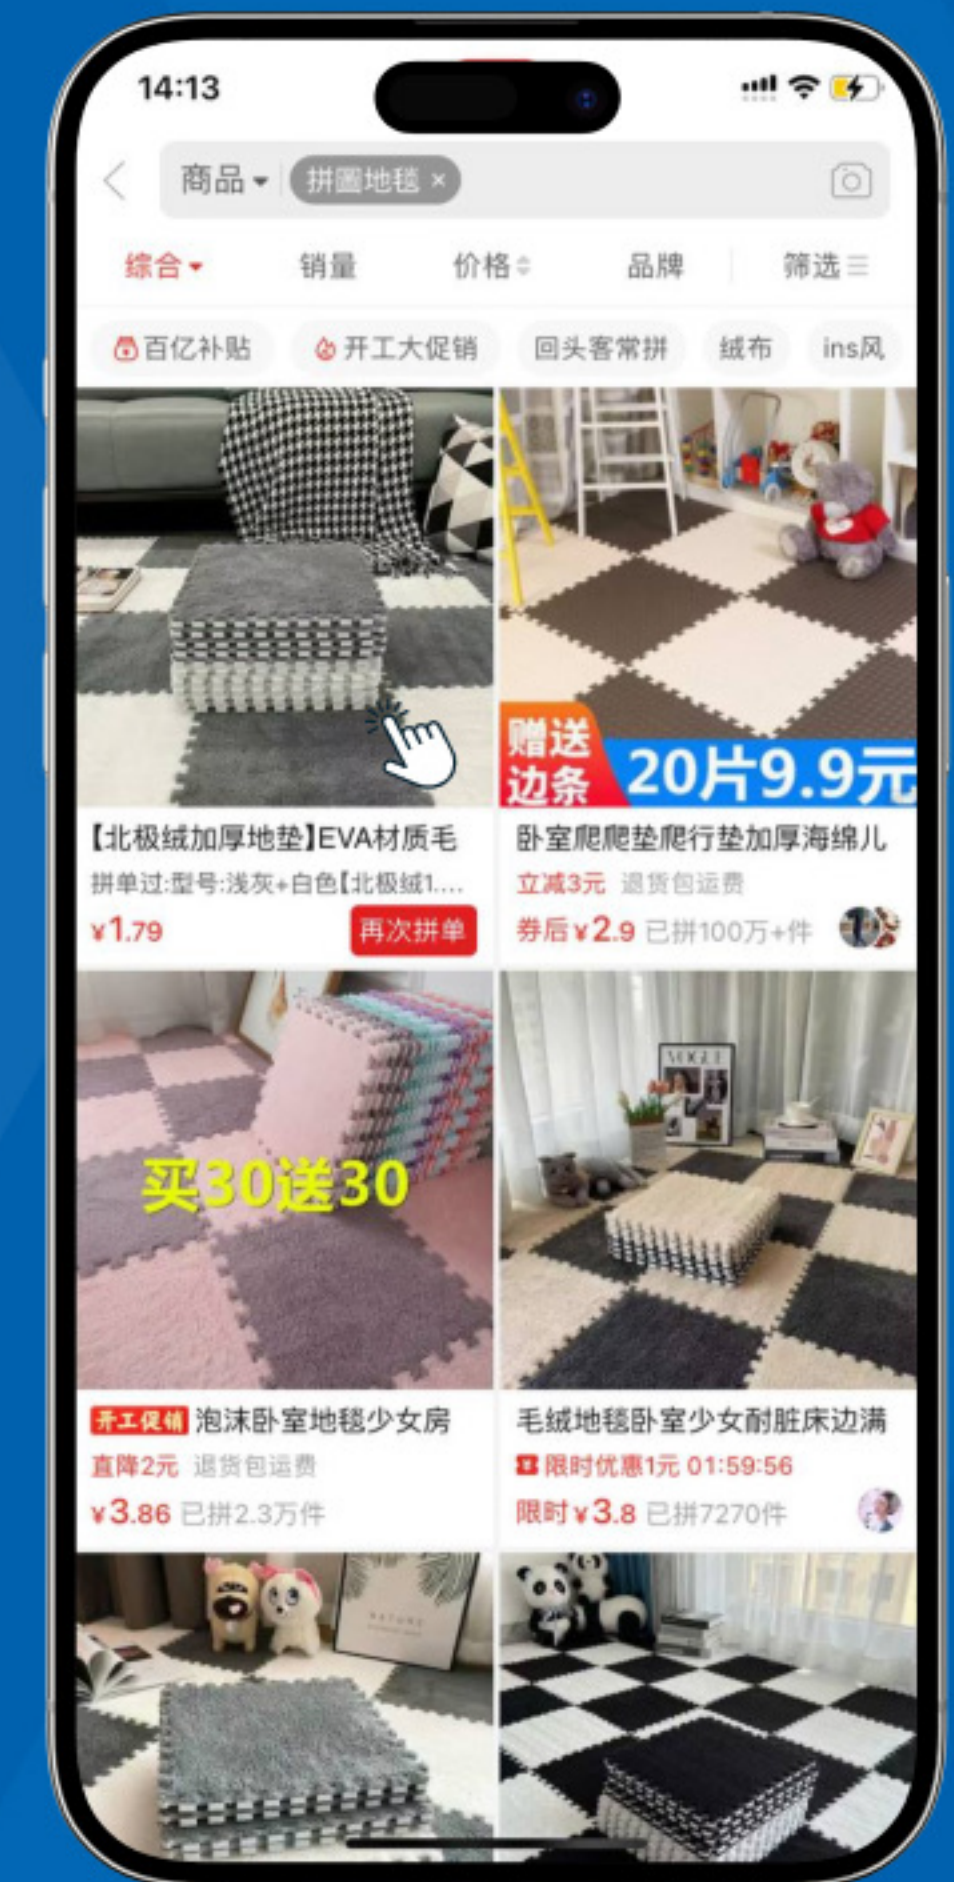 14:13
商品 拼圖地毯 ×
综合 销量 价格 品牌 筛选
百亿补贴 开工大促销 回头客常拼 绒布 ins风
赠送
边条
20片9.9元
【北极绒加厚地垫】EVA材质毛
拼单过:型号:浅灰+白色【北极绒1....
¥1.79 再次拼单
卧室爬爬垫爬行垫加厚海绵儿
立减3元 退货包运费
券后¥2.9 已拼100万+件
买30送30
VOGUE
开工促销 泡沫卧室地毯少女房
直降2元 退货包运费
¥3.86 已拼2.3万件
毛绒地毯卧室少女耐脏床边满
限时优惠1元 01:59:56
限时¥3.8 已拼7270件
NATURE